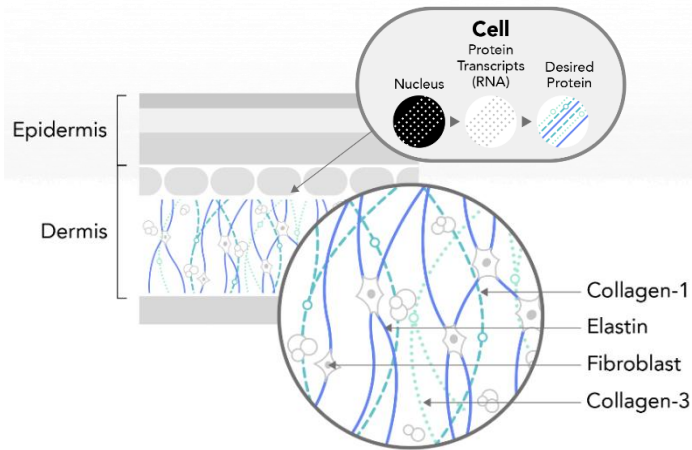 Cell
Nucleus
Protein
Transcripts
(RNA)
Desired
Protein
Epidermis
Dermis
Collagen-1
Elastin
Fibroblast
Collagen-3